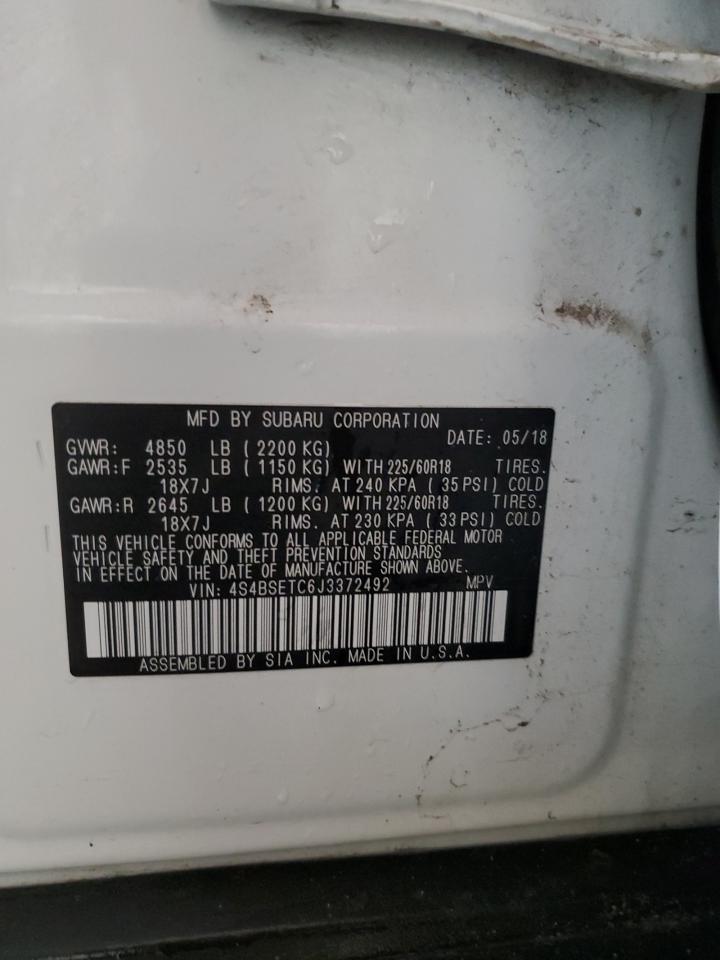 MFD BY SUBARU CORPORATION
DATE: 05/18
GVWR: 4850 LB (2200 KG)
GAWR:F 2535 LB (1150 KG) WITH 225/60R18 TIRES.
18X7J RIMS. AT 240 KPA ( 35 PSI) COLD
GAWR:R 2645 LB (1200 KG) WITH 225/60R18 TIRES.
18X7J RIMS. AT 230 KPA ( 33 PSI) COLD
THIS VEHICLE CONFORMS TO ALL APPLICABLE FEDERAL MOTOR
VEHICLE SAFETY AND THEFT PREVENTION STANDARDS
IN EFFECT ON THE DATE OF MANUFACTURE SHOWN ABOVE.
VIN: 4S4BSETC6J3372492 MPV
ASSEMBLED BY SIA INC. MADE IN U.S.A.